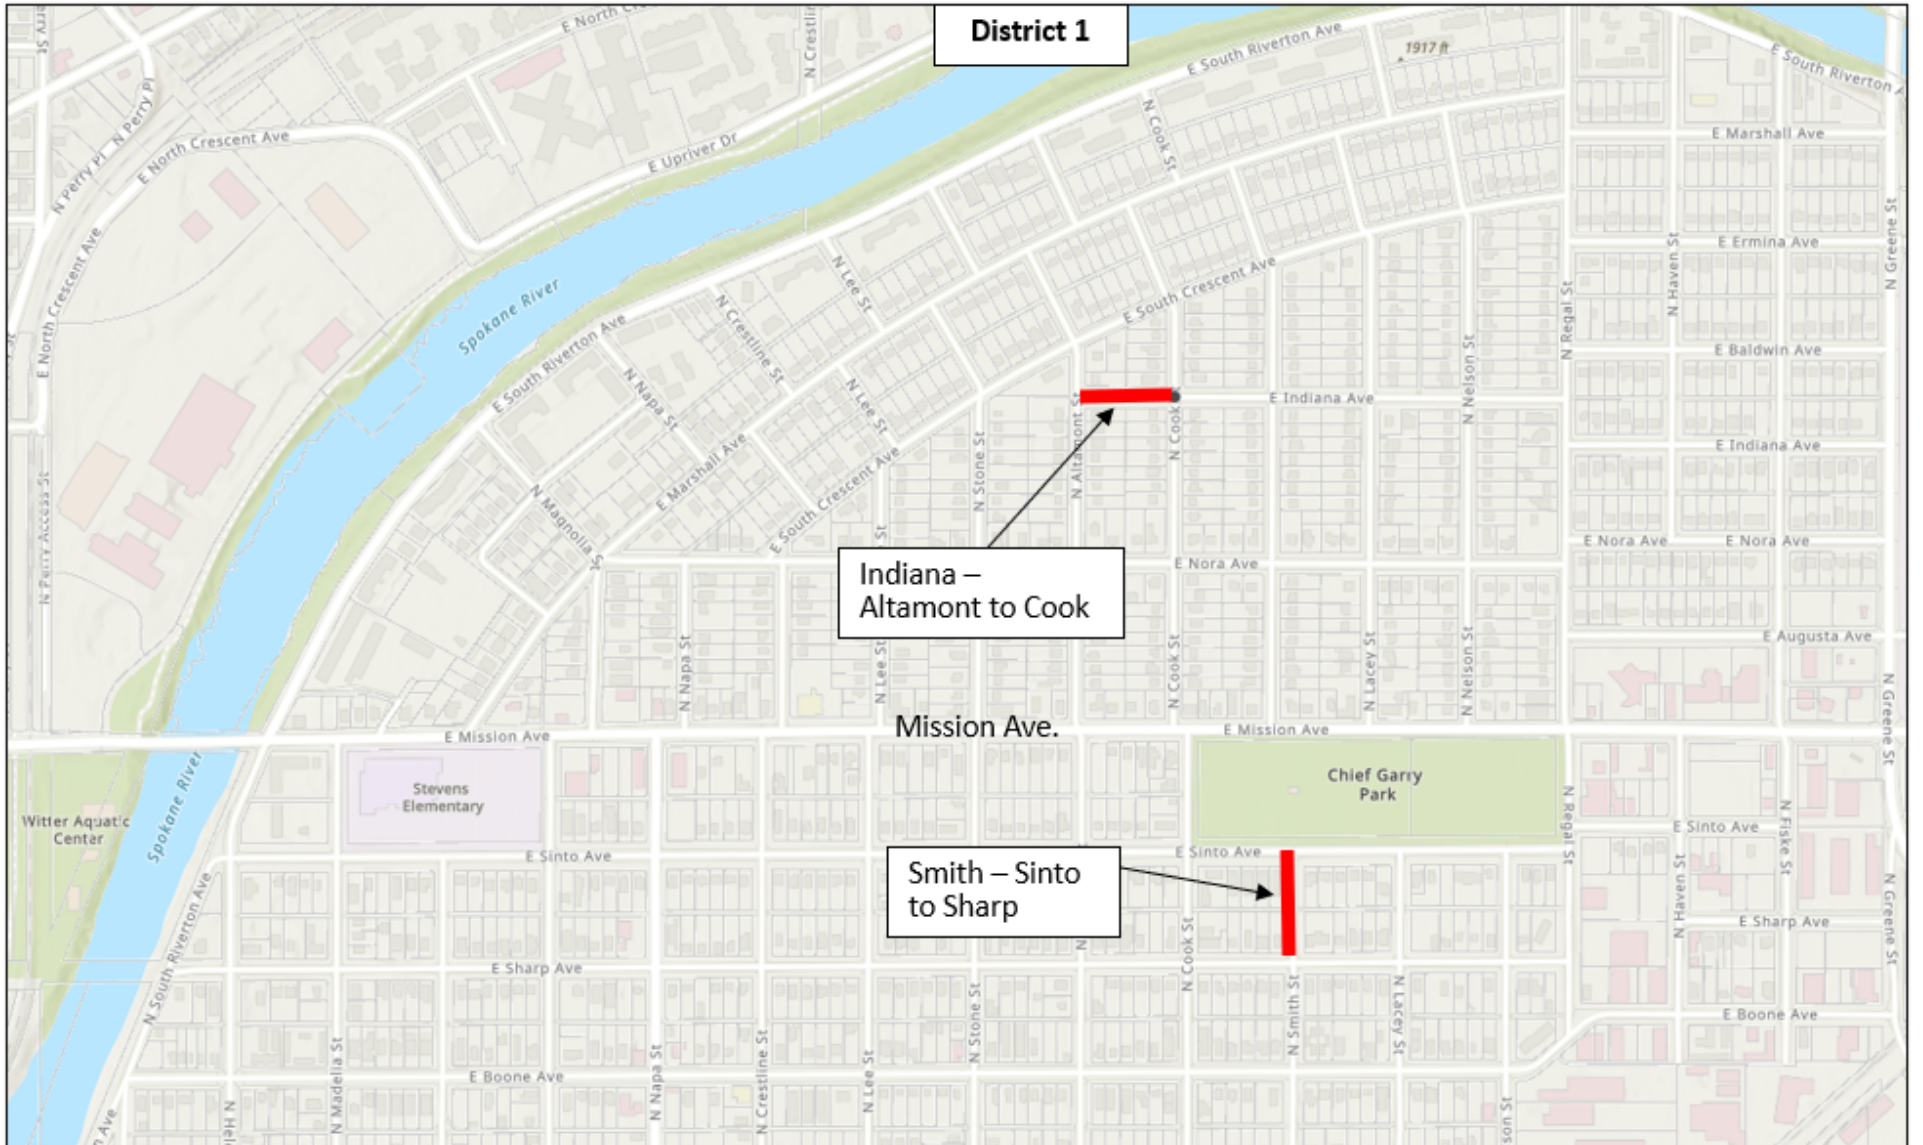 District 1
E North Cr
N Crestlin
E South Riverton Ave
1917 ft
E South Riverton A
N Perry Pl
N Perry Pl
E North Crescent Ave
E Upriver Dr
N Cook St
E Marshall Ave
N Greene St
E North Crescent Ave
Spokane River
N Lee St
E South Crescent Ave
N Haven St
E Ermina Ave
E South Riverton Ave
N Crestline St
N Regal St
E Baldwin Ave
N Napa St
N Lee St
N Nelson St
N Altamont St
N Cook
E Indiana Ave
E Indiana Ave
E Marshall Ave
E South Crescent Ave
N Stone St
N Perry Access St
N Magnolia St
E Nora Ave
E Nora Ave
E Nora Ave
Indiana –
Altamont to Cook
E Augusta Ave
N Napa St
N Lee St
N Cook St
N Lacey St
N Nelson St
N Greene St
E Mission Ave
Mission Ave.
E Mission Ave
Spokane River
Stevens
Elementary
Chief Garry
Park
Witter Aquatic
Center
N Regal St
N Fiske St
E Sinto Ave
E Sinto Ave
E Sinto Ave
Smith – Sinto
to Sharp
N South Riverton Ave
N Haven St
E Sharp Ave
N Greene St
E Sharp Ave
N Cook St
N Stone St
N Smith St
N Lacey St
E Boone Ave
E Boone Ave
N Madelia St
N Napa St
N Crestline St
N Lee St
son St